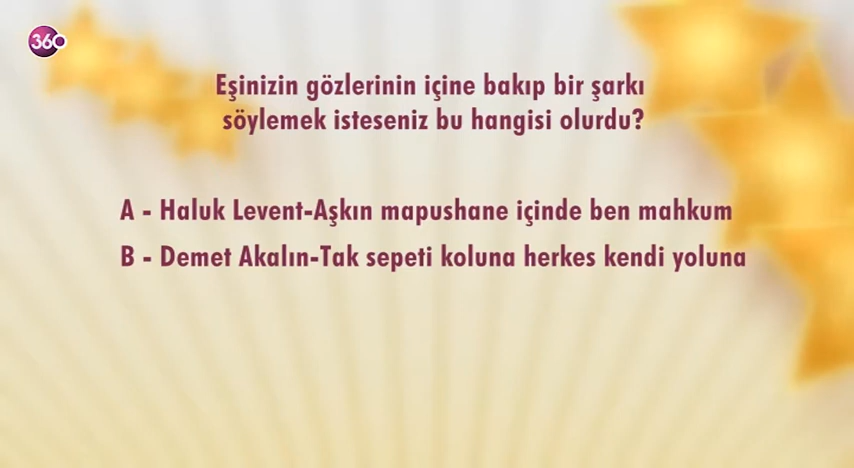 360
Eşinizin gözlerinin içine bakıp bir şarkı
söylemek isteseniz bu hangisi olurdu?
A - Haluk Levent-Aşkın mapushane içinde ben mahkum
B - Demet Akalın-Tak sepeti koluna herkes kendi yoluna